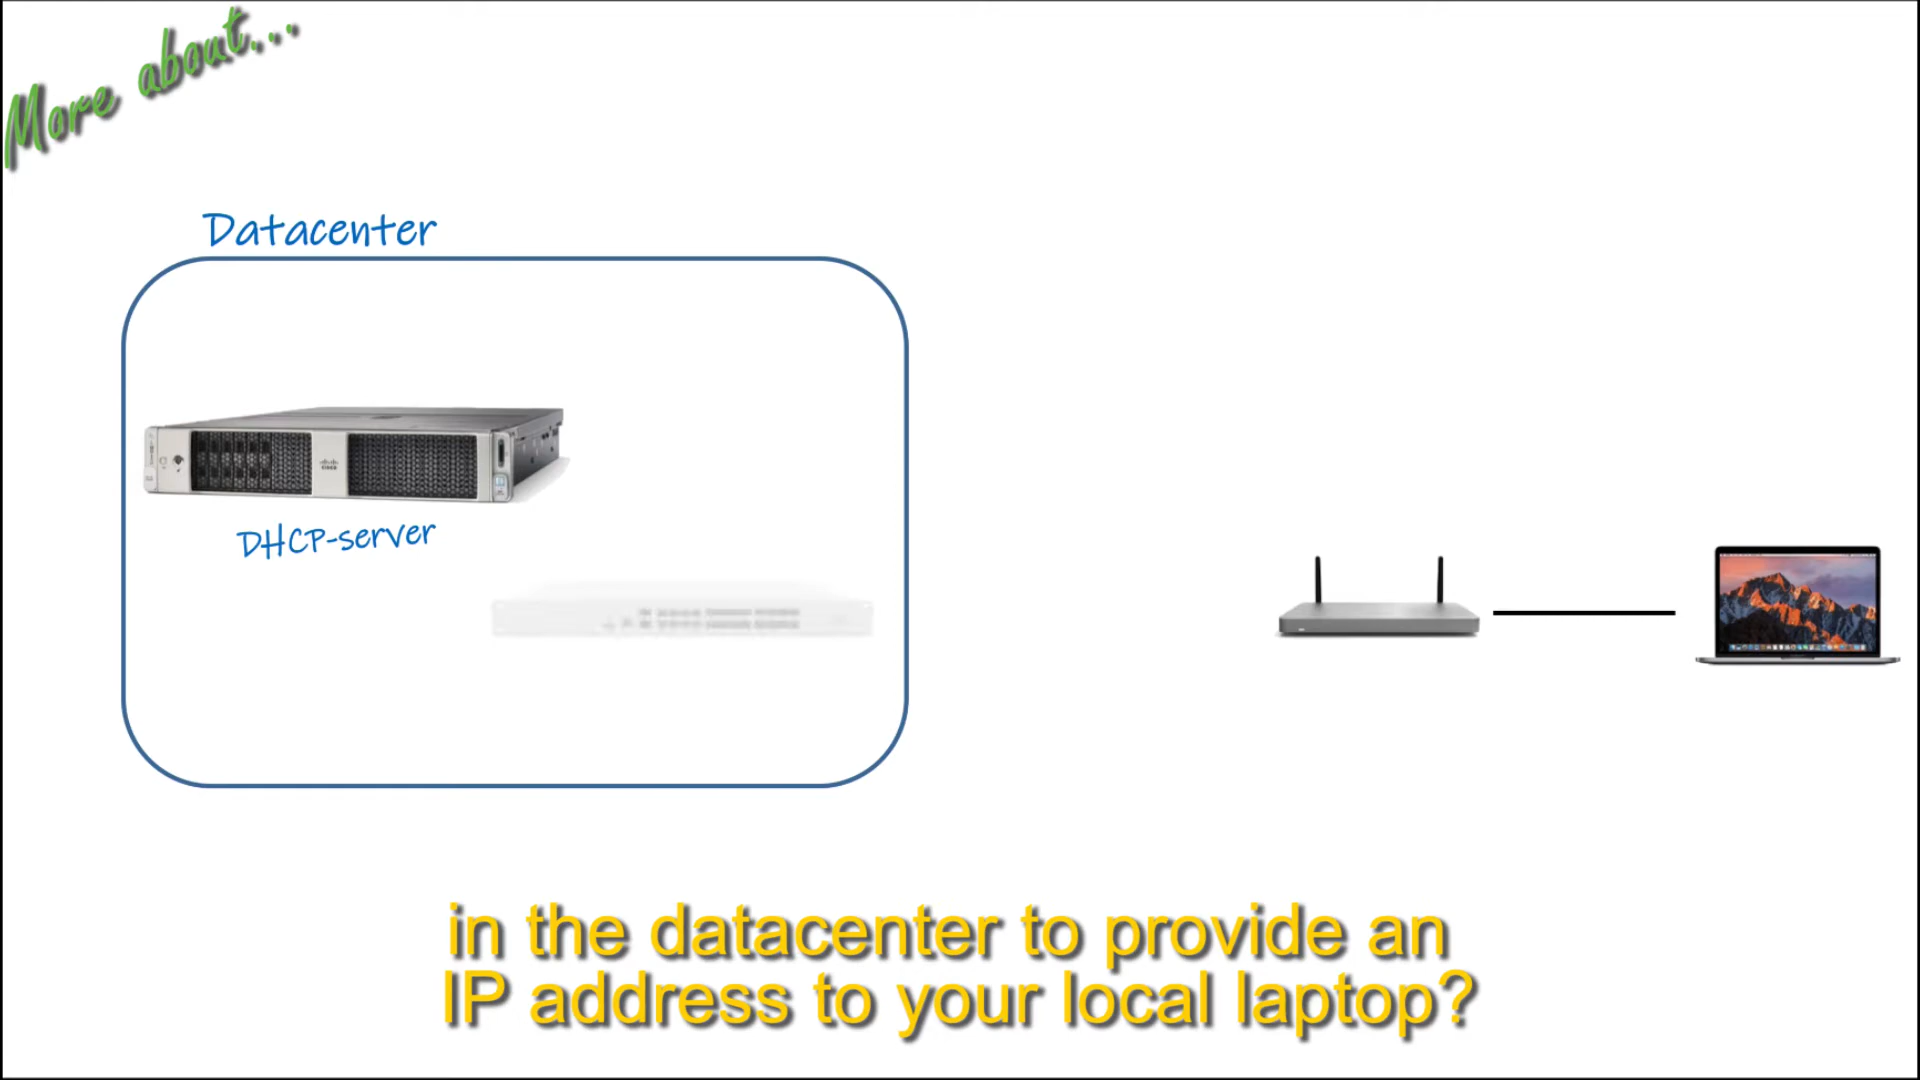 More about...
Datacenter
DHCP-server
in the datacenter to provide an
IP address to your local laptop?